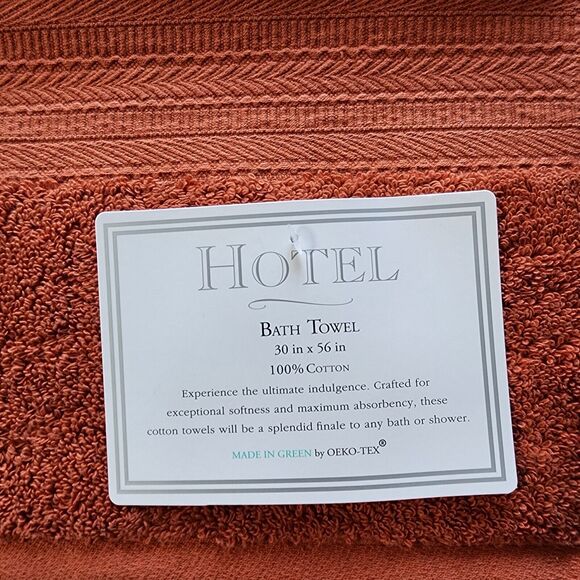 HOTEL
BATH TOWEL
30 in x 56 in
100% COTTON
Experience the ultimate indulgence. Crafted for
exceptional softness and maximum absorbency, these
cotton towels will be a splendid finale to any bath or shower.
MADE IN GREEN by OEKO-TEX®